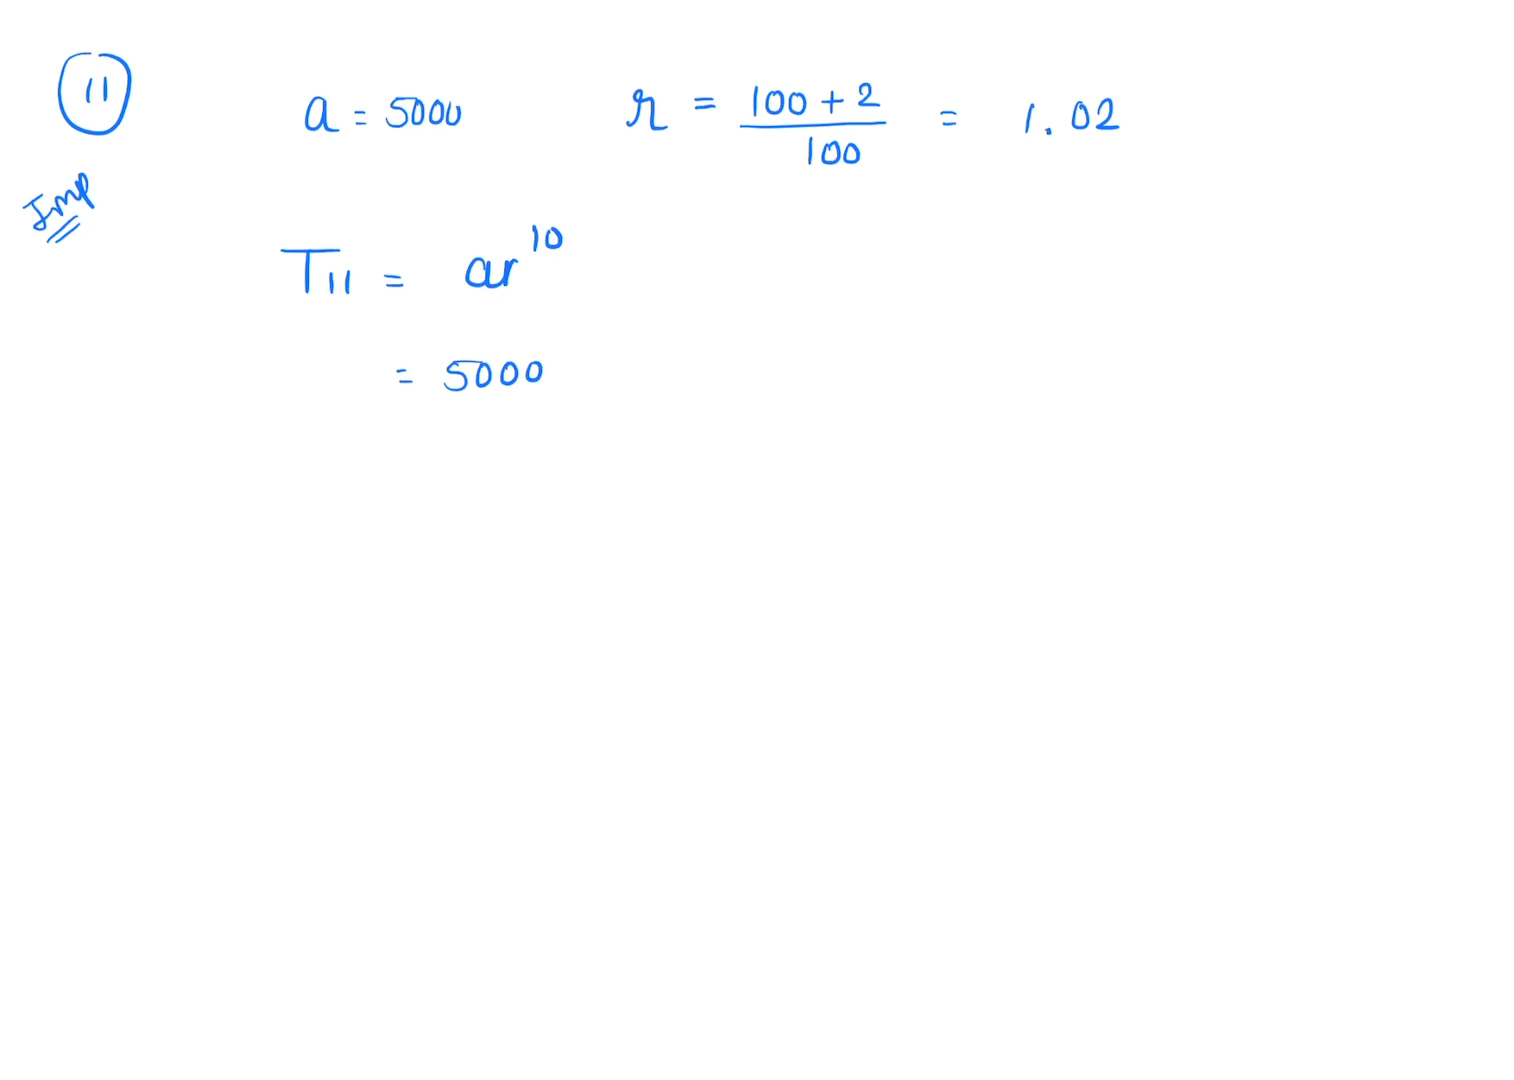 11
a = 5000 r = 100 + 2 / 100 = 1.02
Imp
T11 = ar^10
= 5000